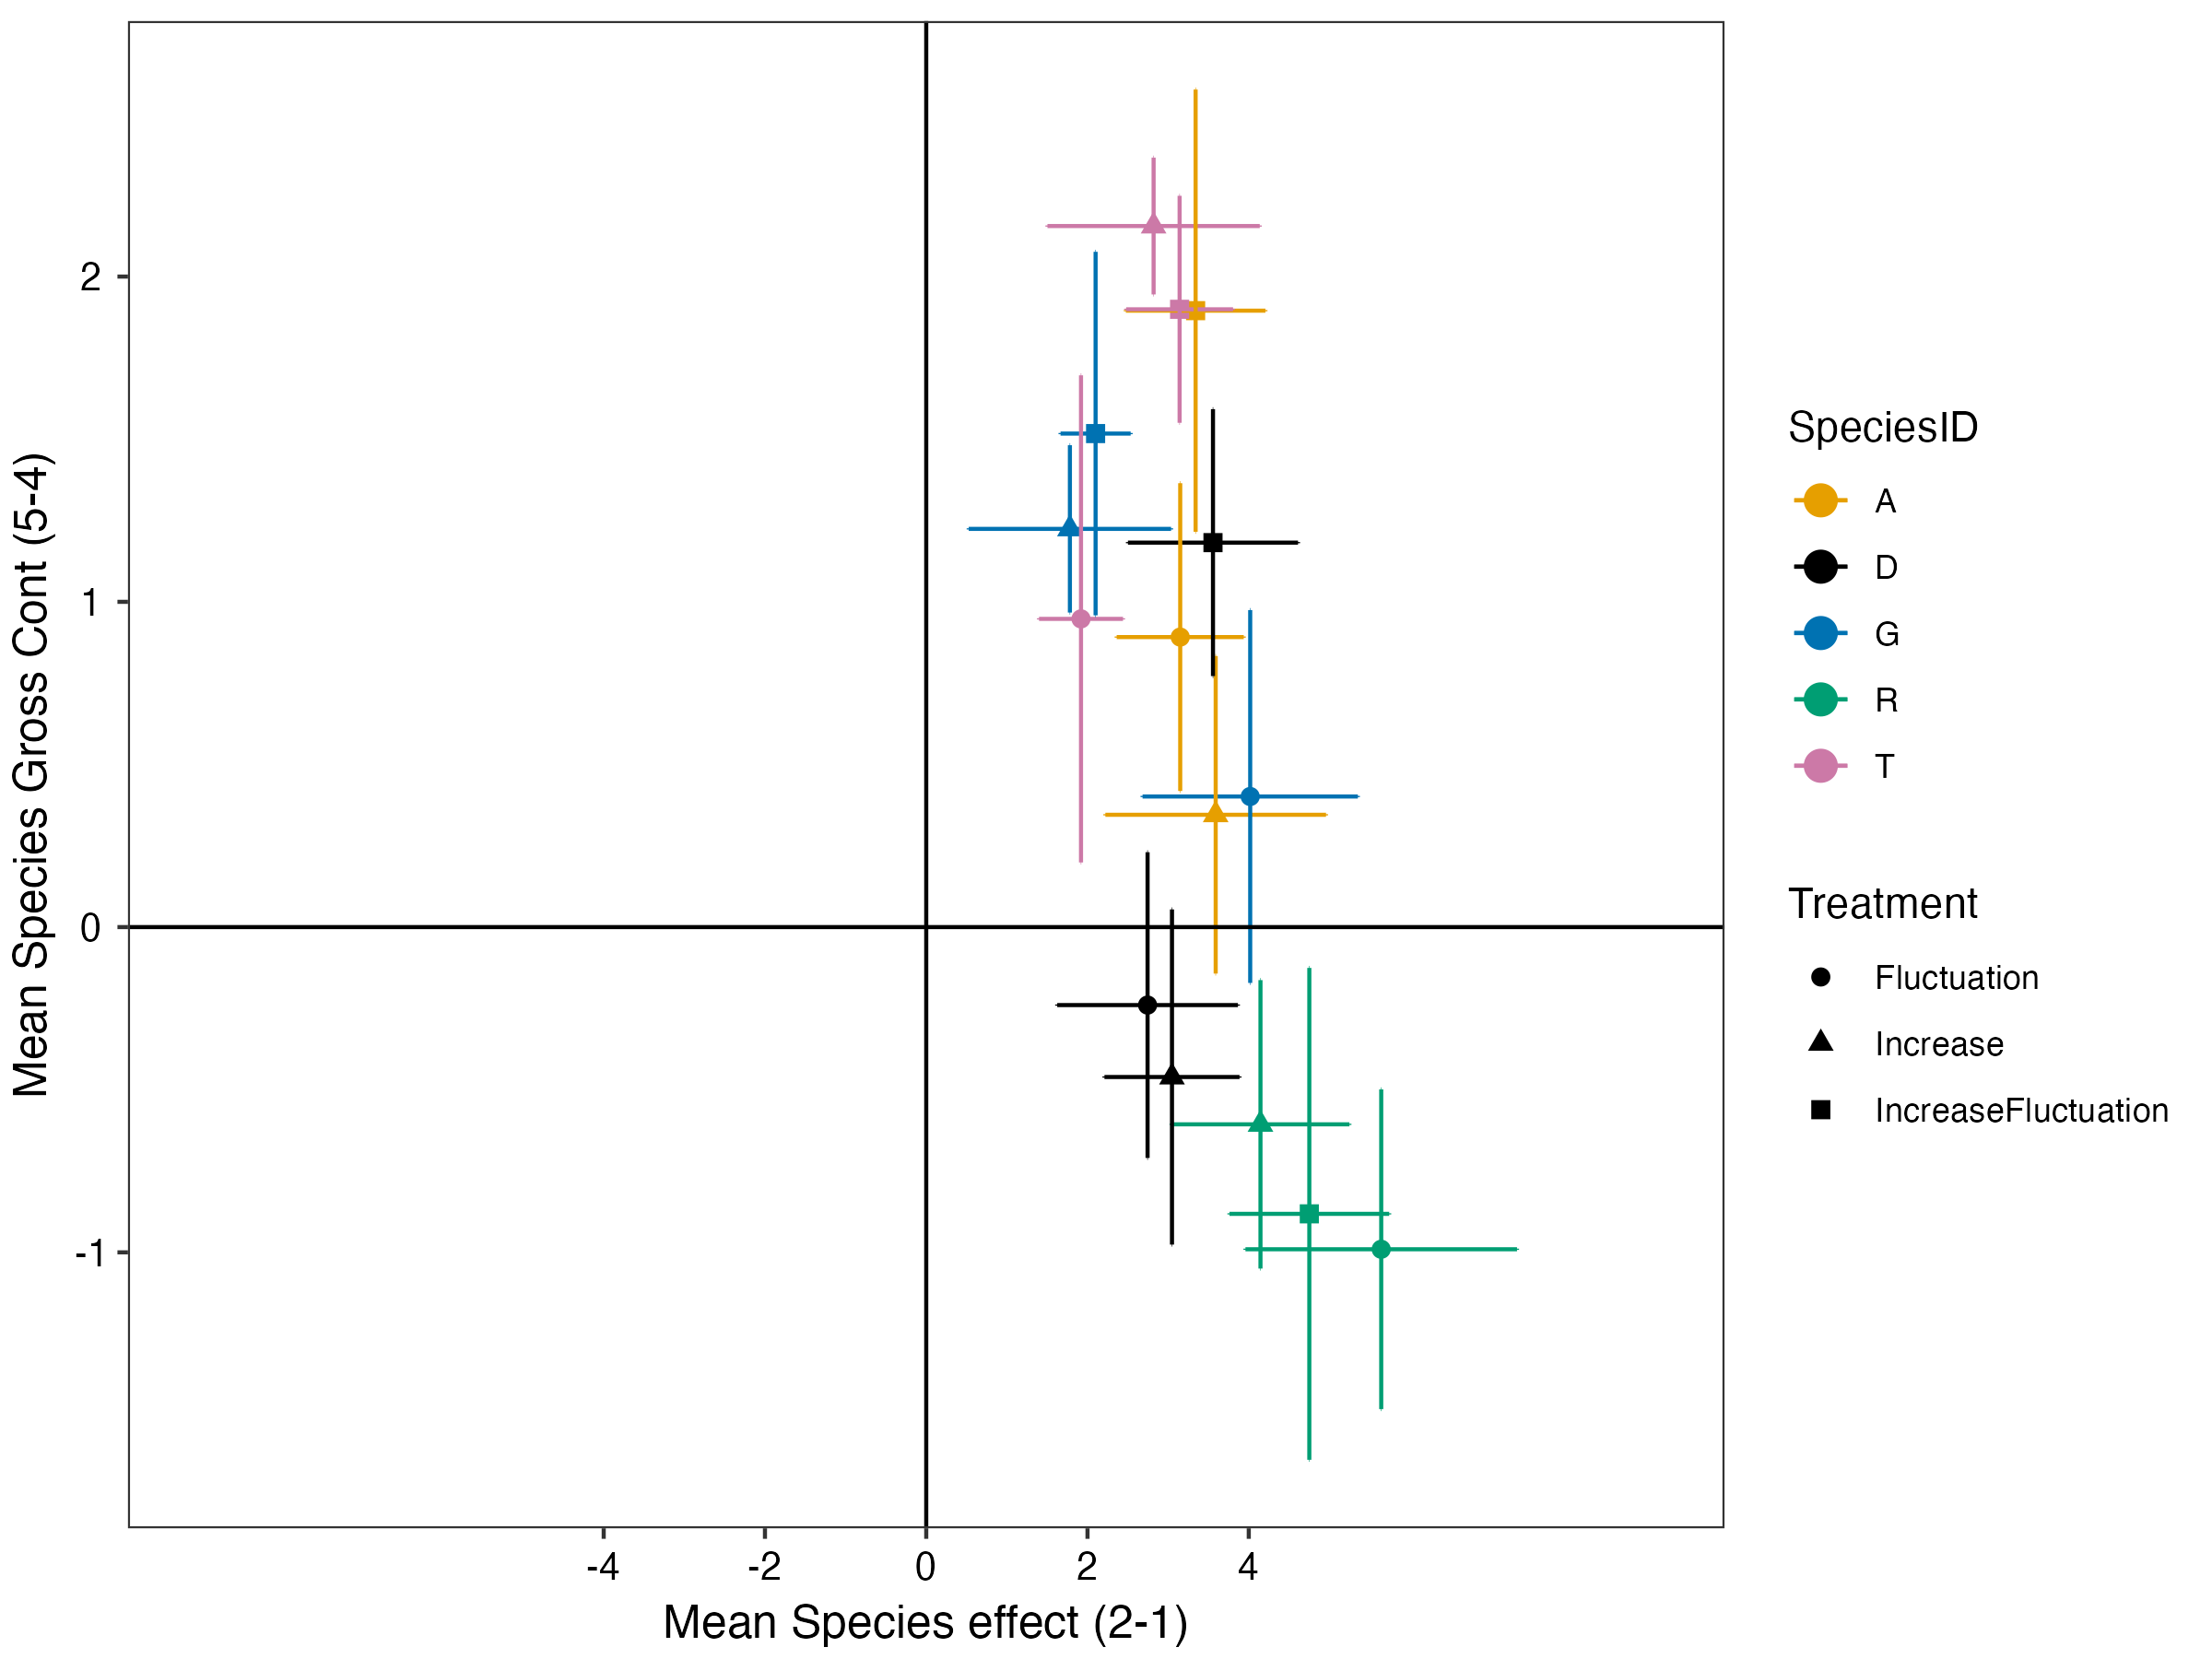 Mean Species Gross Cont (5-4)
2
1
0
-1
-4
-2
0
2
4
Mean Species effect (2-1)
SpeciesID
A
D
G
R
T
Treatment
Fluctuation
Increase
IncreaseFluctuation